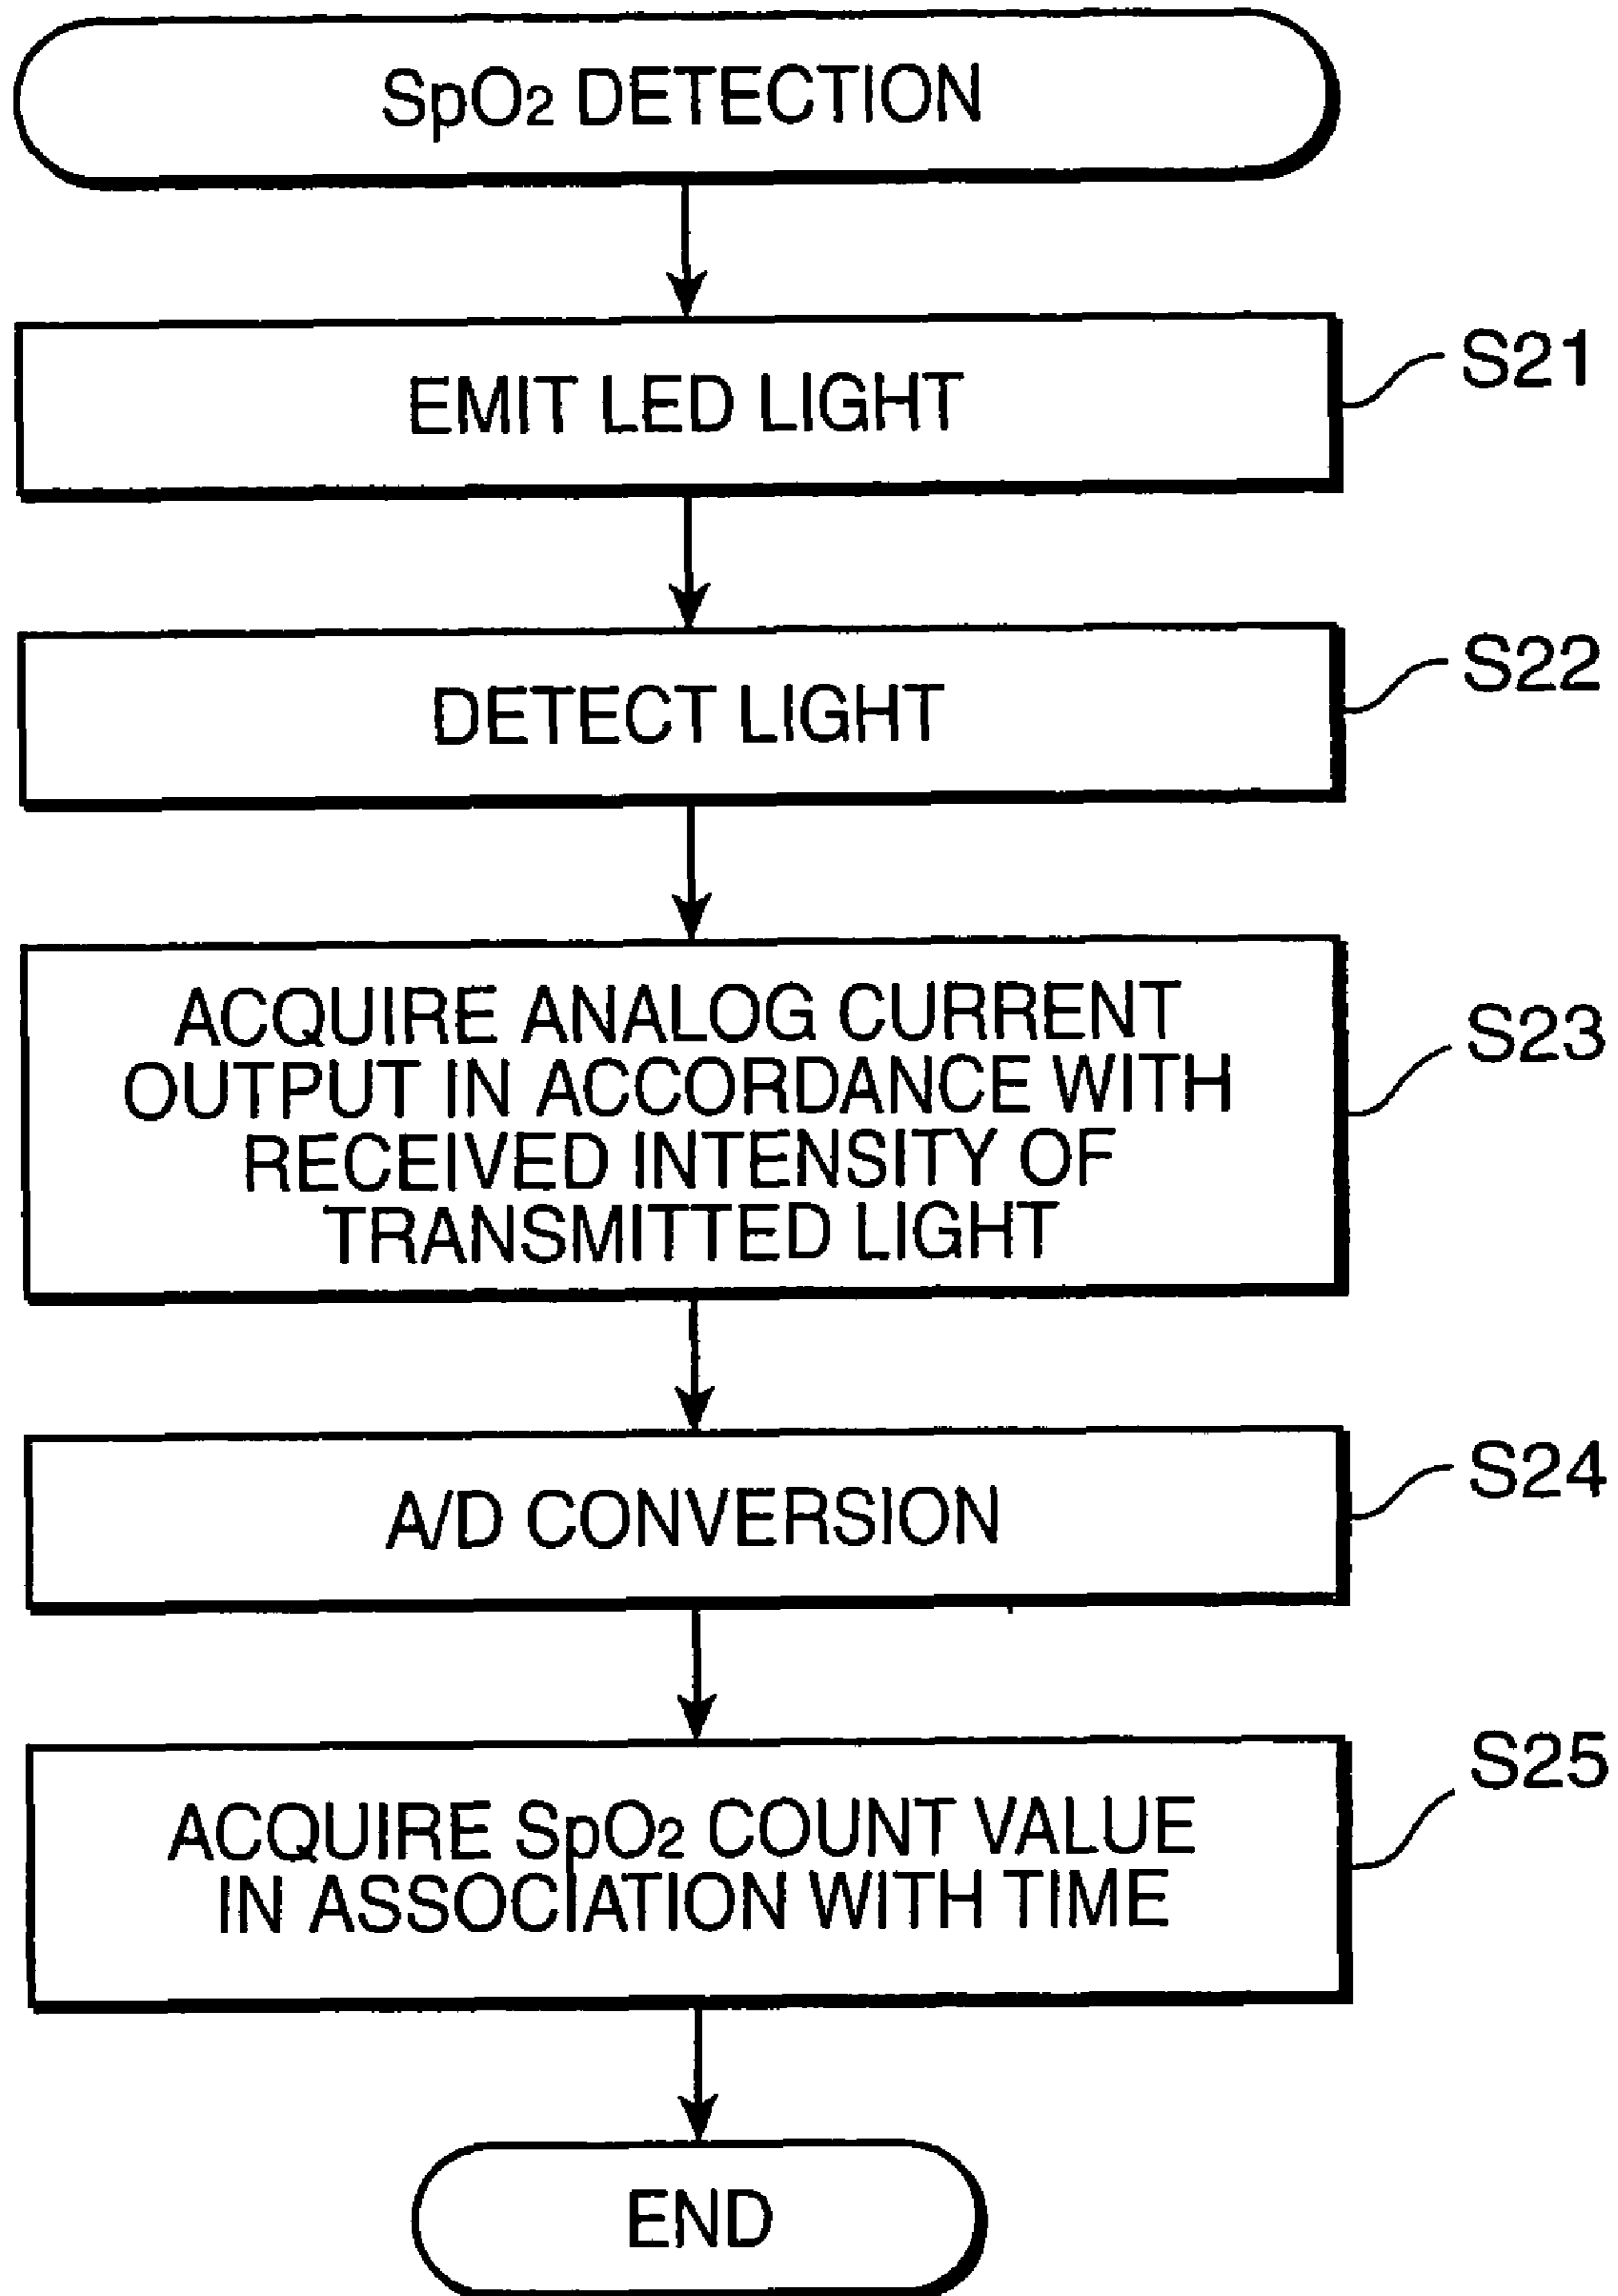 SpO₂ DETECTION
EMIT LED LIGHT
S21
DETECT LIGHT
S22
ACQUIRE ANALOG CURRENT
OUTPUT IN ACCORDANCE WITH
RECEIVED INTENSITY OF
TRANSMITTED LIGHT
S23
A/D CONVERSION
S24
ACQUIRE SpO₂ COUNT VALUE
IN ASSOCIATION WITH TIME
S25
END